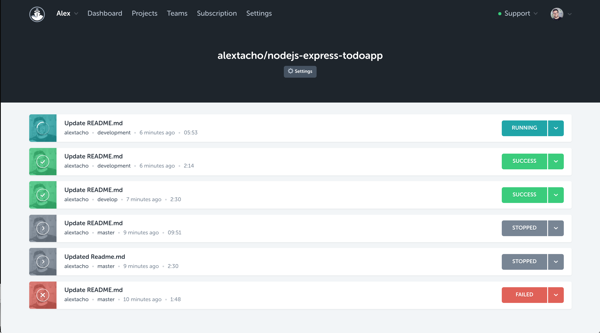 Alex Dashboard Projects Teams Subscription Settings Support
alextacho/nodejs-express-todoapp
Settings
Update README.md
alextacho - development - 6 minutes ago - 05:53
RUNNING
Update README.md
alextacho - development - 6 minutes ago - 2:14
SUCCESS
Update README.md
alextacho - develop - 7 minutes ago - 2:30
SUCCESS
Update README.md
alextacho - master - 9 minutes ago - 09:51
STOPPED
Updated Readme.md
alextacho - master - 9 minutes ago - 2:30
STOPPED
Update README.md
alextacho - master - 10 minutes ago - 1:48
FAILED